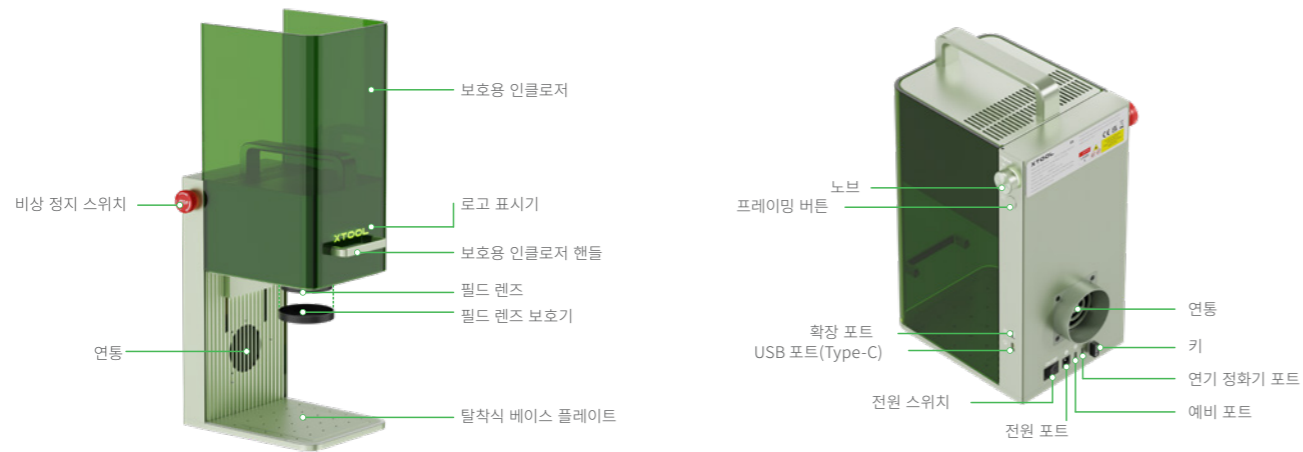 보호용 인클로저
비상 정지 스위치
로고 표시기
XTOOL
보호용 인클로저 핸들
필드 렌즈
필드 렌즈 보호기
연통
탈착식 베이스 플레이트
XTOOL
노브
프레이밍 버튼
연통
확장 포트
USB 포트(Type-C)
키
연기 정화기 포트
전원 스위치
예비 포트
전원 포트